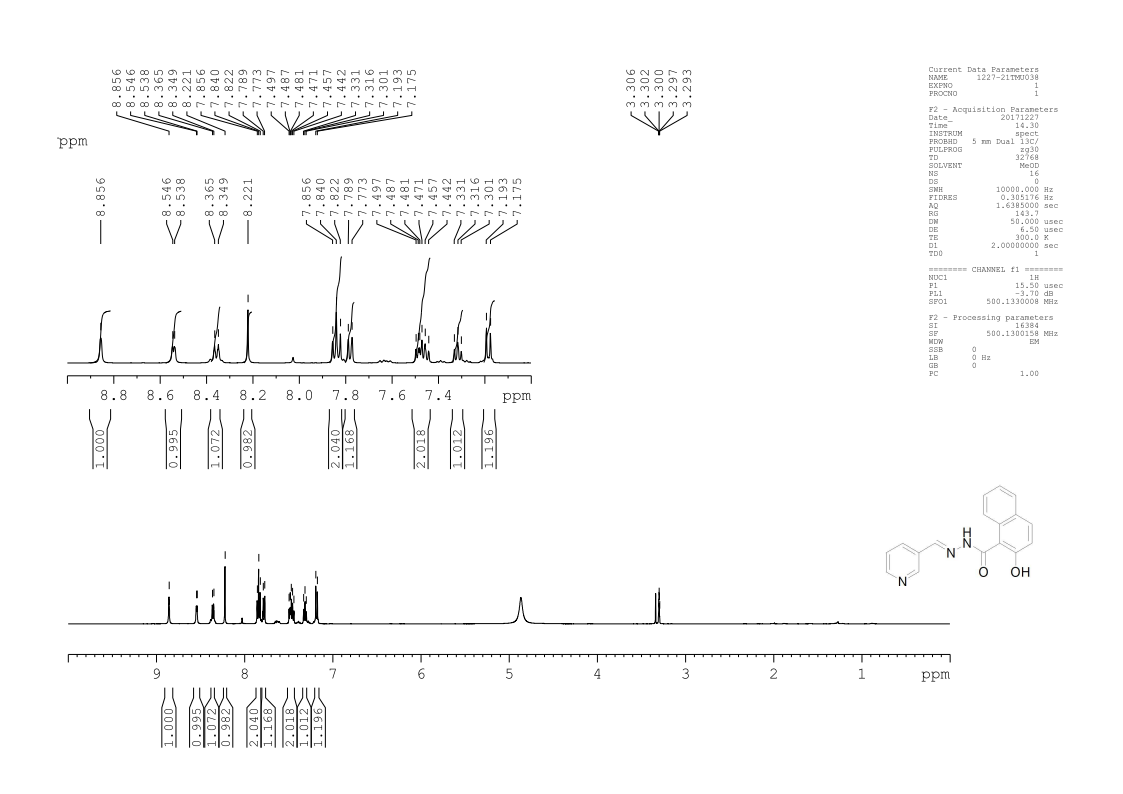 8.856
8.546
8.538
8.365
8.349
8.221
7.856
7.840
7.822
7.789
7.773
7.497
7.487
7.481
7.471
7.457
7.442
7.331
7.316
7.301
7.193
7.175
3.306
3.302
3.300
3.297
3.293
ppm
8.856
8.546
8.538
8.365
8.349
8.221
7.856
7.840
7.822
7.789
7.773
7.497
7.487
7.481
7.471
7.457
7.442
7.331
7.316
7.301
7.193
7.175
8.8 8.6 8.4 8.2 8.0 7.8 7.6 7.4 ppm
1.000
0.995
1.072
0.982
2.040
1.168
2.018
1.012
1.196
Current Data Parameters
NAME 1227-21TMU038
EXPNO 1
PROCNO 1
F2 - Acquisition Parameters
Date_ 20171227
Time 14.30
INSTRUM spect
PROBHD 5 mm Dual 13C/
PULPROG zg30
TD 32768
SOLVENT MeOD
NS 16
DS 0
SWH 10000.000 Hz
FIDRES 0.305176 Hz
AQ 1.6385000 sec
RG 143.7
DW 50.000 usec
DE 6.50 usec
TE 300.0 K
D1 2.00000000 sec
TD0 1
======== CHANNEL f1 ========
NUC1 1H
P1 15.50 usec
PL1 -3.70 dB
SFO1 500.1330008 MHz
F2 - Processing parameters
SI 16384
SF 500.1300158 MHz
WDW EM
SSB 0
LB 0 Hz
GB 0
PC 1.00
H
N
N
N
O
OH
9 8 7 6 5 4 3 2 1 ppm
1.000
0.995
1.072
0.982
2.040
1.168
2.018
1.012
1.196